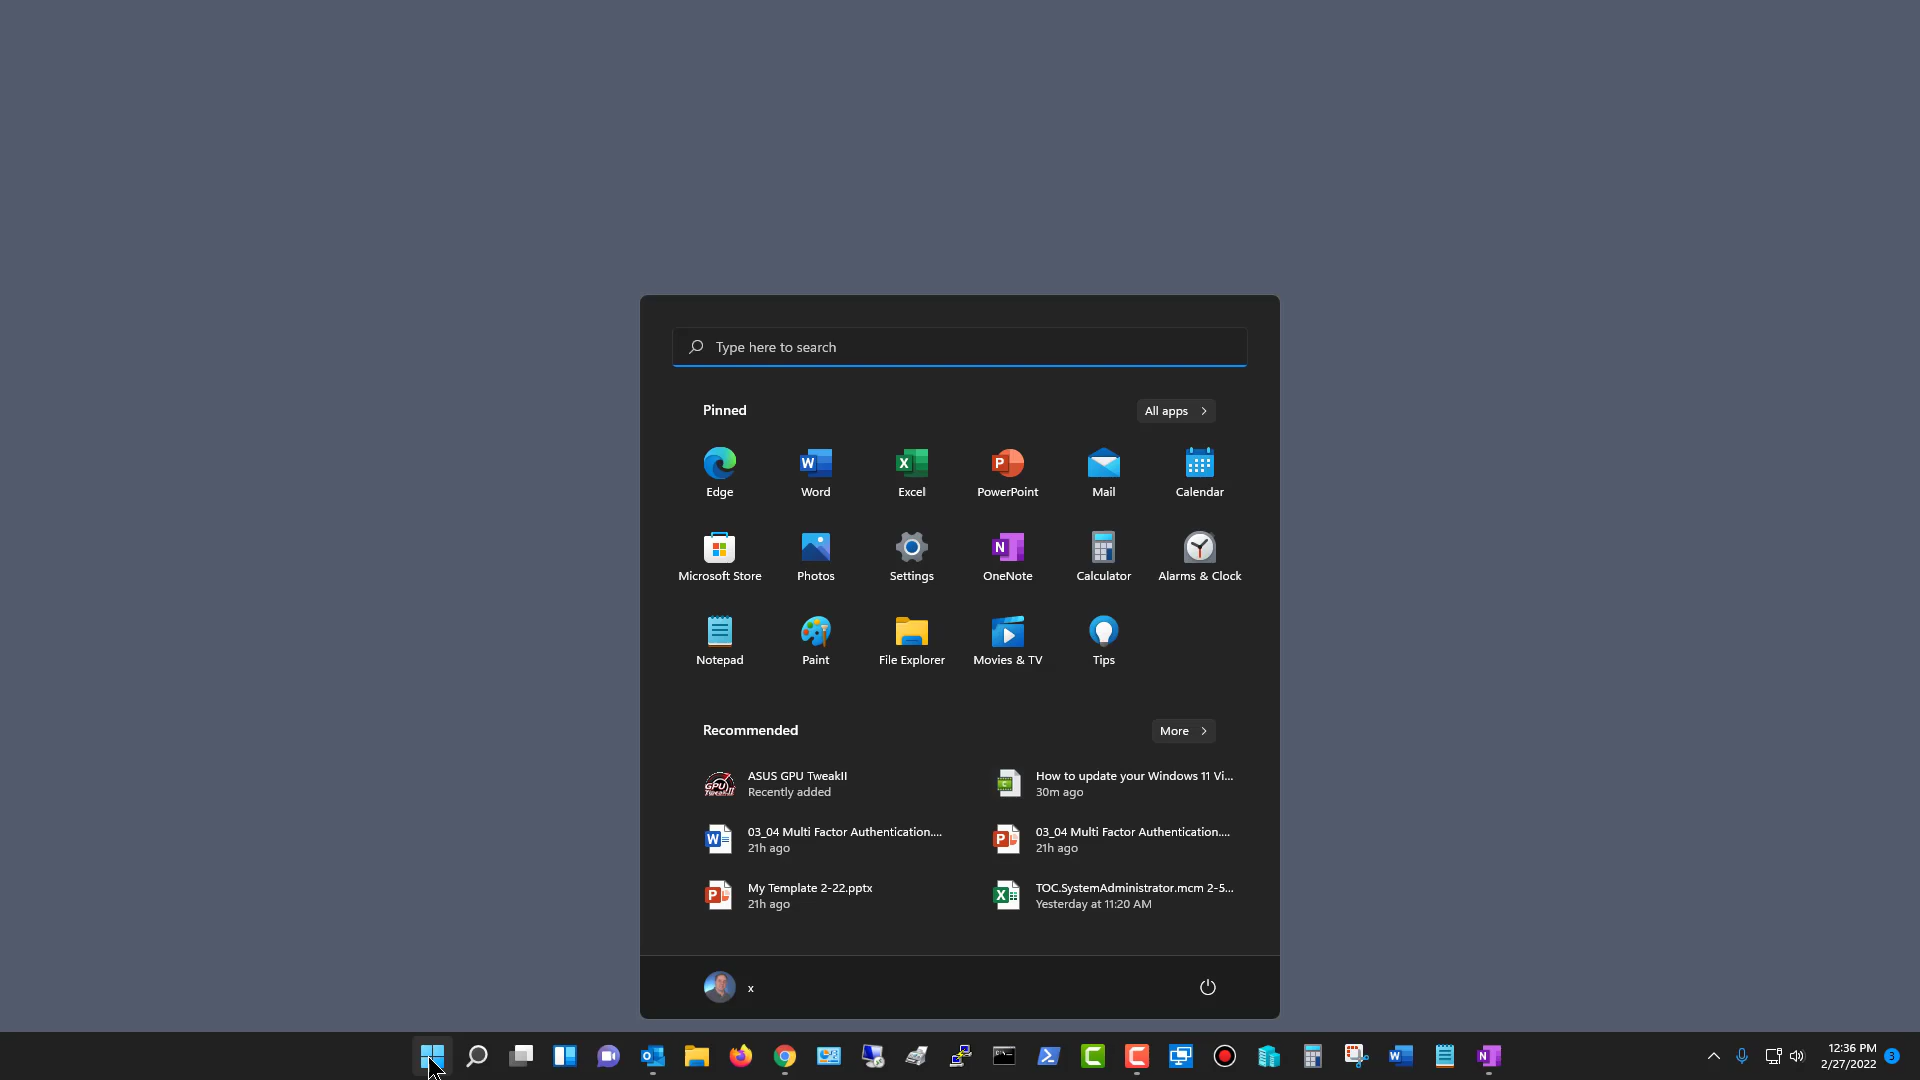 Type here to search
Pinned
All apps
Edge
Word
Excel
PowerPoint
Mail
Calendar
Microsoft Store
Photos
Settings
OneNote
Calculator
Alarms & Clock
Notepad
Paint
File Explorer
Movies & TV
Tips
Recommended
More
ASUS GPU TweakII
Recently added
How to update your Windows 11 Vi...
30m ago
03_04 Multi Factor Authentication....
21h ago
03_04 Multi Factor Authentication....
21h ago
My Template 2-22.pptx
21h ago
TOC.SystemAdministrator.mcm 2-5...
Yesterday at 11:20 AM
x
12:36 PM
2/27/2022
3